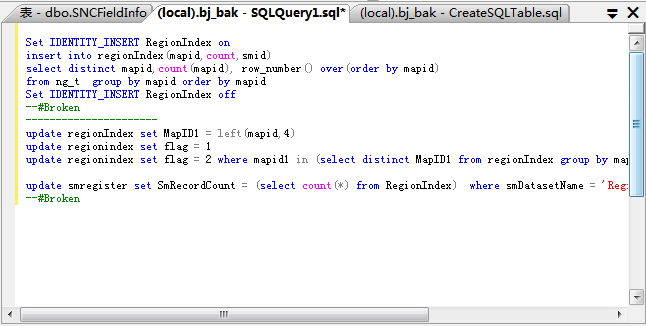 表 - dbo.SNCFieldInfo (local).bj_bak - SQLQuery1.sql* (local).bj_bak - CreateSQLTable.sql
Set IDENTITY_INSERT RegionIndex on
insert into regionIndex(mapid,count,smid)
select distinct mapid,count(mapid), row_number() over(order by mapid)
from ng_t  group by mapid order by mapid
Set IDENTITY_INSERT RegionIndex off
--#Broken
---------------------
update regionIndex set MapID1 = left(mapid,4)
update regionindex set flag = 1
update regionindex set flag = 2 where mapid1 in (select distinct MapID1 from regionIndex group by map
update smregister set SmRecordCount = (select count(*) from RegionIndex)  where smDatasetName = 'Reg
--#Broken